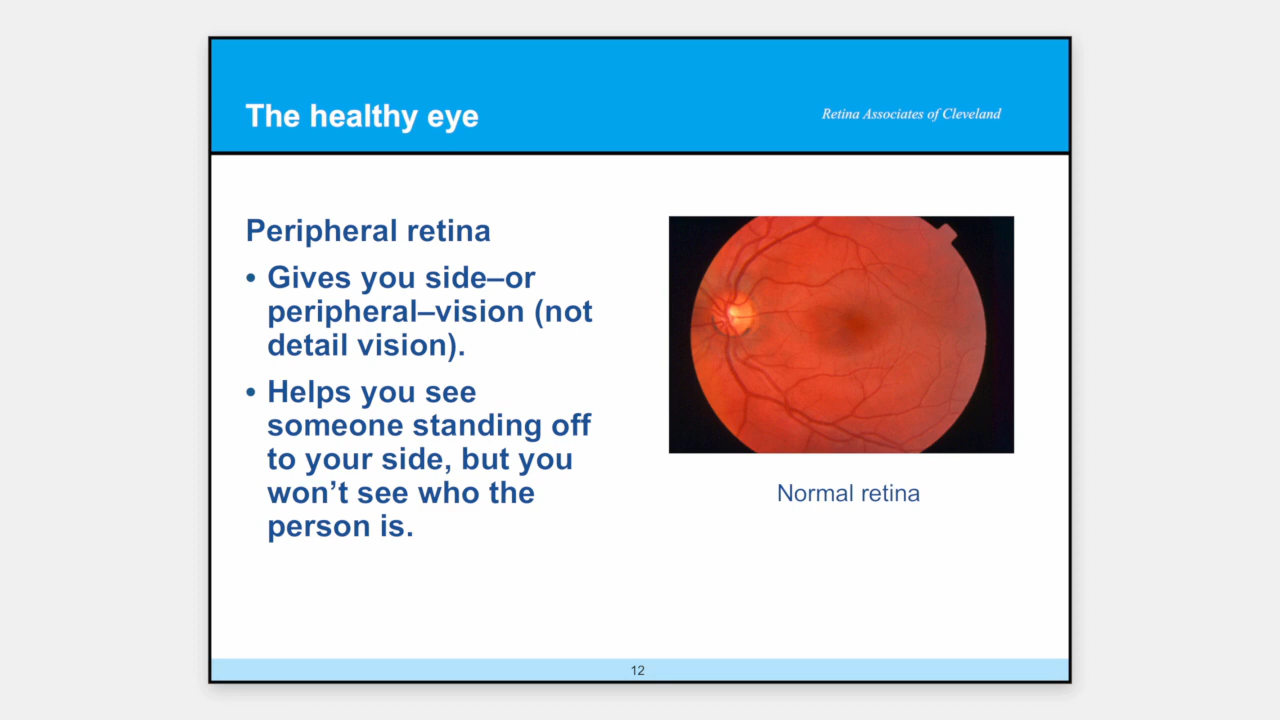 The healthy eye
Retina Associates of Cleveland
Peripheral retina
• Gives you side–or
peripheral–vision (not
detail vision).
• Helps you see
someone standing off
to your side, but you
won’t see who the
person is.
Normal retina
12